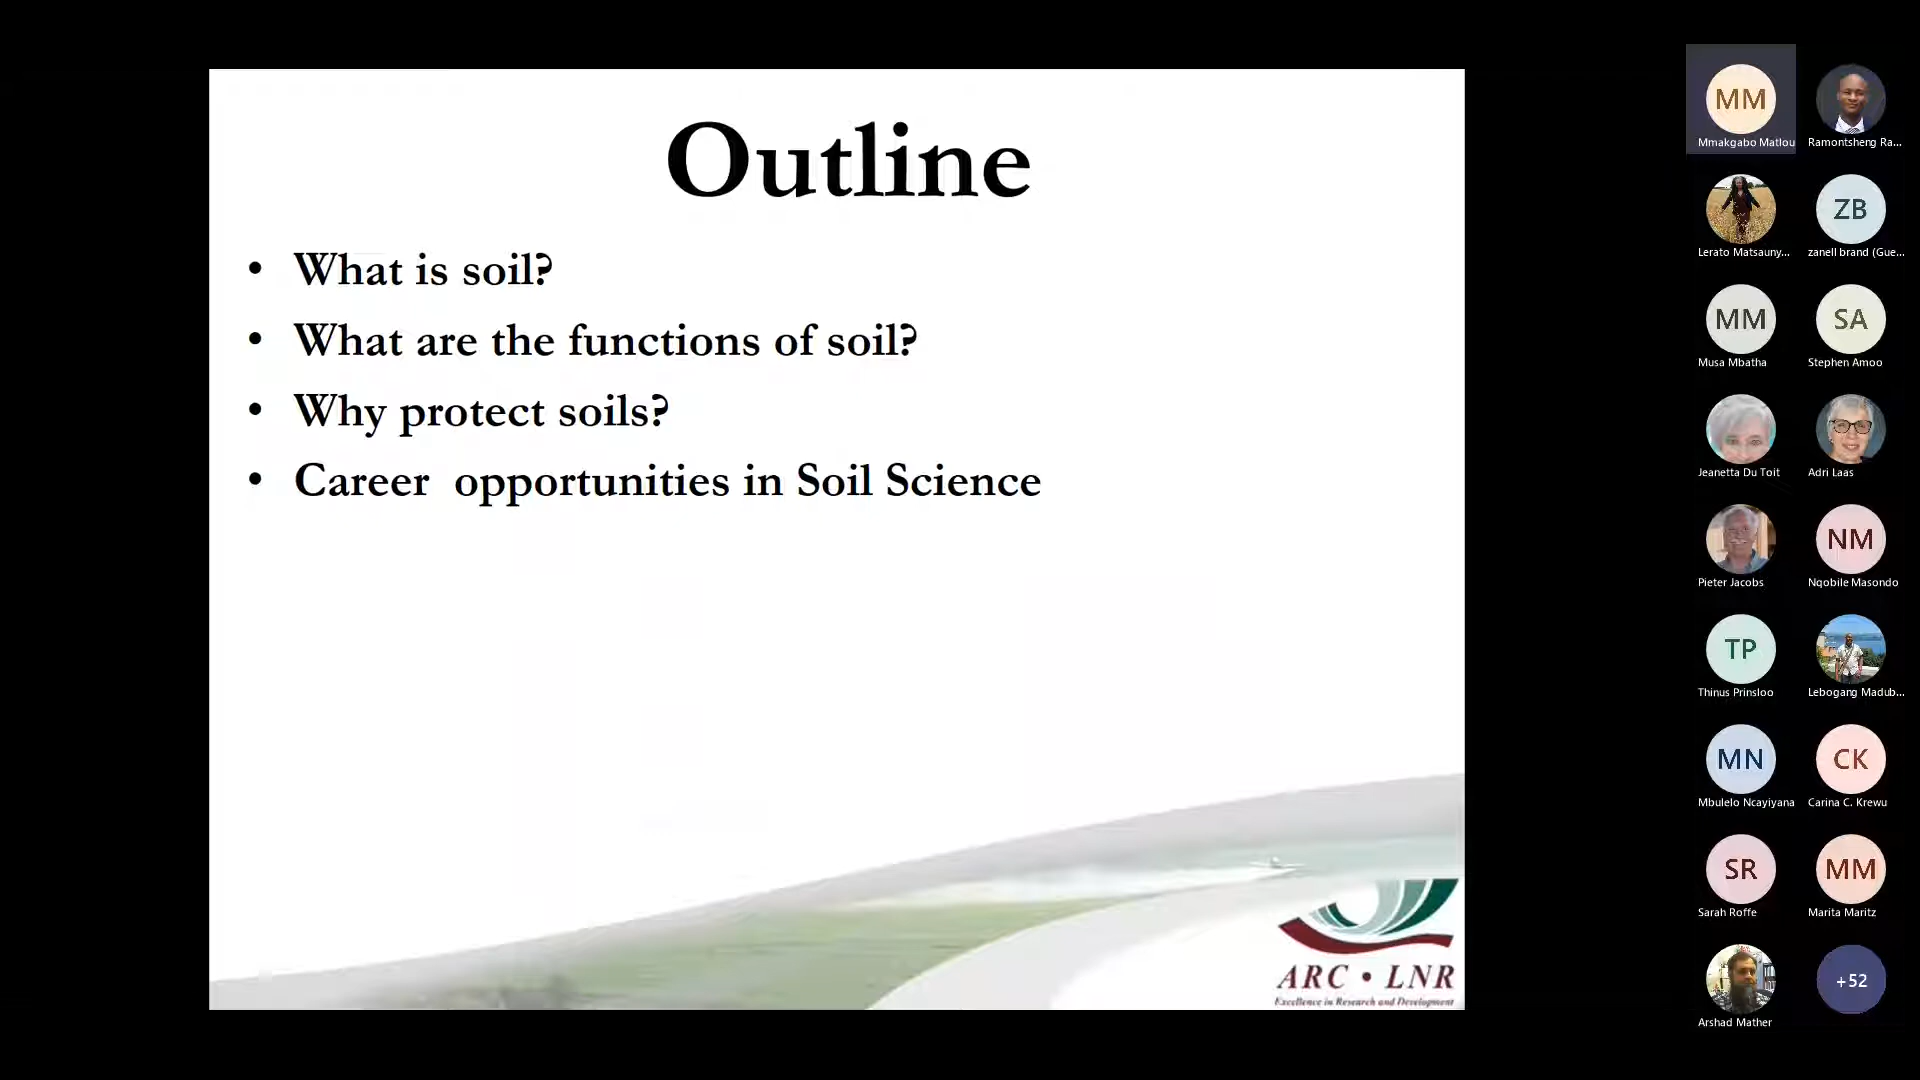 Outline
• What is soil?
• What are the functions of soil?
• Why protect soils?
• Career  opportunities in Soil Science
ARC • LNR
Excellence in Research and Development
MM
Mmakgabo Matlou
Ramontsheng Ra...
Lerato Matsauny...
ZB
zanell brand (Gue...
MM
Musa Mbatha
SA
Stephen Amoo
Jeanetta Du Toit
Adri Laas
Pieter Jacobs
NM
Nqobile Masondo
TP
Thinus Prinsloo
Lebogang Madub...
MN
Mbulelo Ncayiyana
CK
Carina C. Krewu
SR
Sarah Roffe
MM
Marita Maritz
Arshad Mather
+52